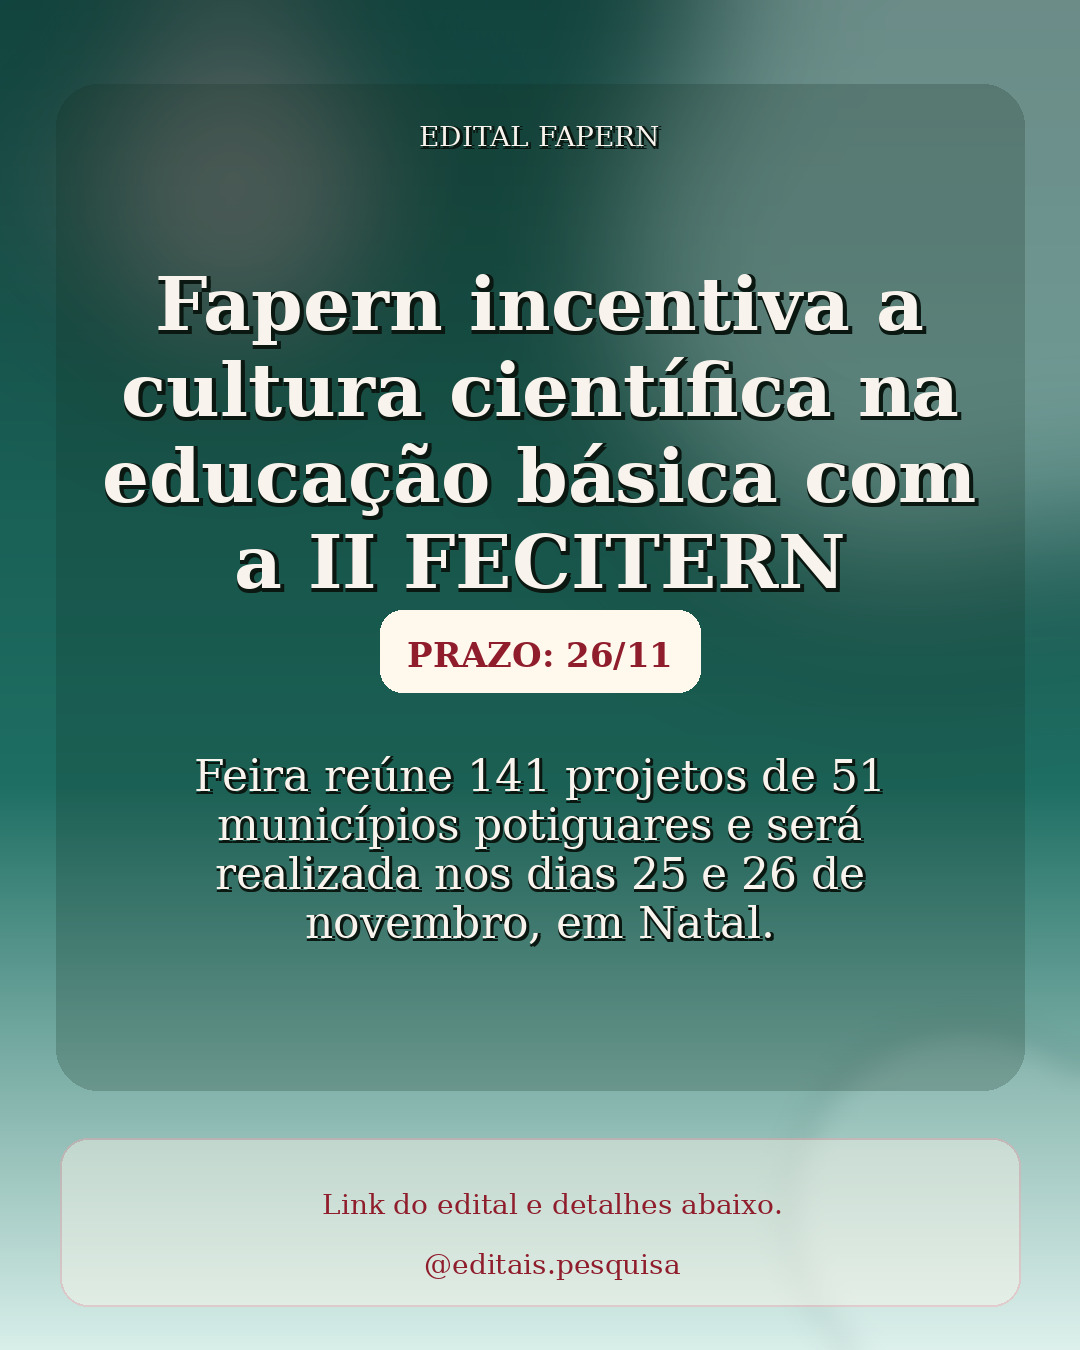 EDITAL FAPERN
Fapern incentiva a
cultura científica na
educação básica com
a II FECITERN
PRAZO: 26/11
Feira reúne 141 projetos de 51
municípios potiguares e será
realizada nos dias 25 e 26 de
novembro, em Natal.
Link do edital e detalhes abaixo.
@editais.pesquisa